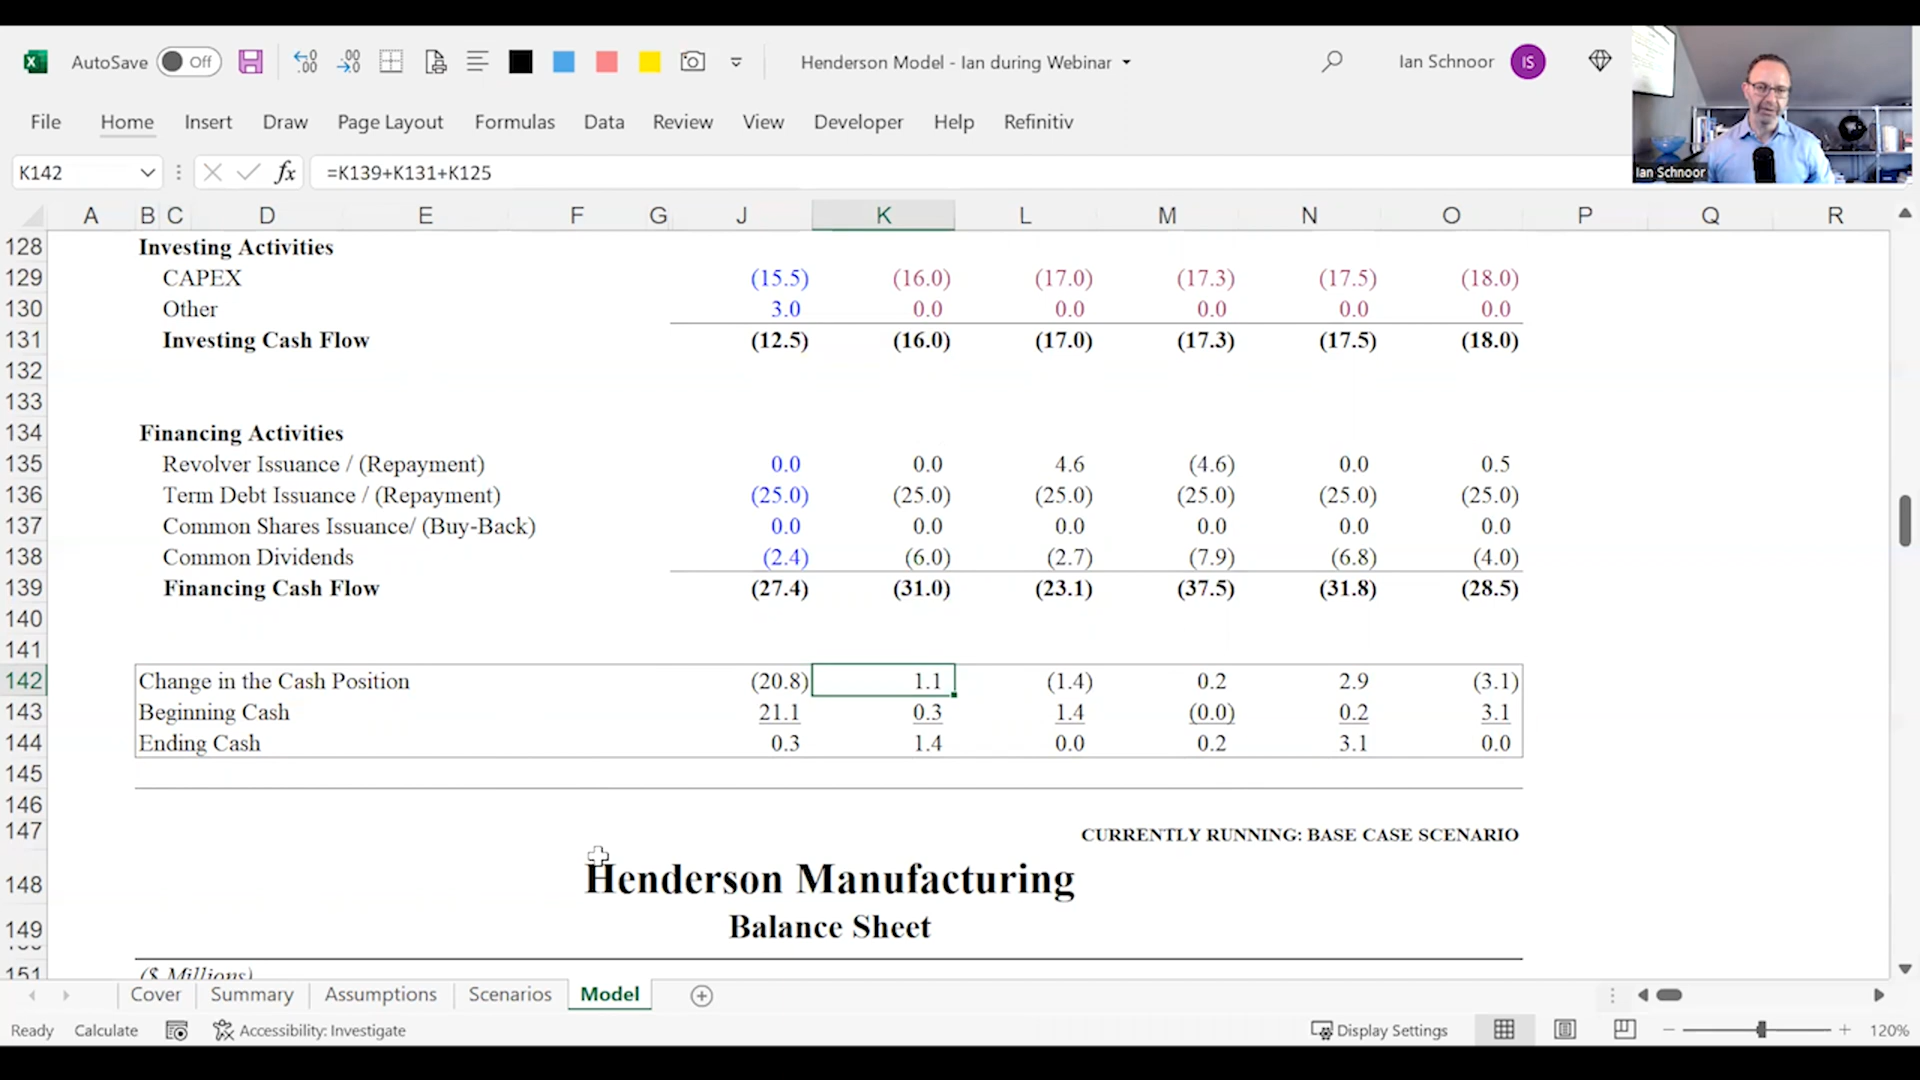 AutoSave Off Henderson Model - Ian during Webinar Ian Schnoor IS
File Home Insert Draw Page Layout Formulas Data Review View Developer Help Refinitiv
Ian Schnoor
K142 fx =K139+K131+K125
A B C D E F G J K L M N O P Q R
128 Investing Activities
129 CAPEX (15.5) (16.0) (17.0) (17.3) (17.5) (18.0)
130 Other 3.0 0.0 0.0 0.0 0.0 0.0
131 Investing Cash Flow (12.5) (16.0) (17.0) (17.3) (17.5) (18.0)
132
133
134 Financing Activities
135 Revolver Issuance / (Repayment) 0.0 0.0 4.6 (4.6) 0.0 0.5
136 Term Debt Issuance / (Repayment) (25.0) (25.0) (25.0) (25.0) (25.0) (25.0)
137 Common Shares Issuance/ (Buy-Back) 0.0 0.0 0.0 0.0 0.0 0.0
138 Common Dividends (2.4) (6.0) (2.7) (7.9) (6.8) (4.0)
139 Financing Cash Flow (27.4) (31.0) (23.1) (37.5) (31.8) (28.5)
140
141
142 Change in the Cash Position (20.8) 1.1 (1.4) 0.2 2.9 (3.1)
143 Beginning Cash 21.1 0.3 1.4 (0.0) 0.2 3.1
144 Ending Cash 0.3 1.4 0.0 0.2 3.1 0.0
145
146
147 CURRENTLY RUNNING: BASE CASE SCENARIO
148 Henderson Manufacturing
149 Balance Sheet
151 ($ Millions)
Cover Summary Assumptions Scenarios Model
Ready Calculate Accessibility: Investigate Display Settings 120%